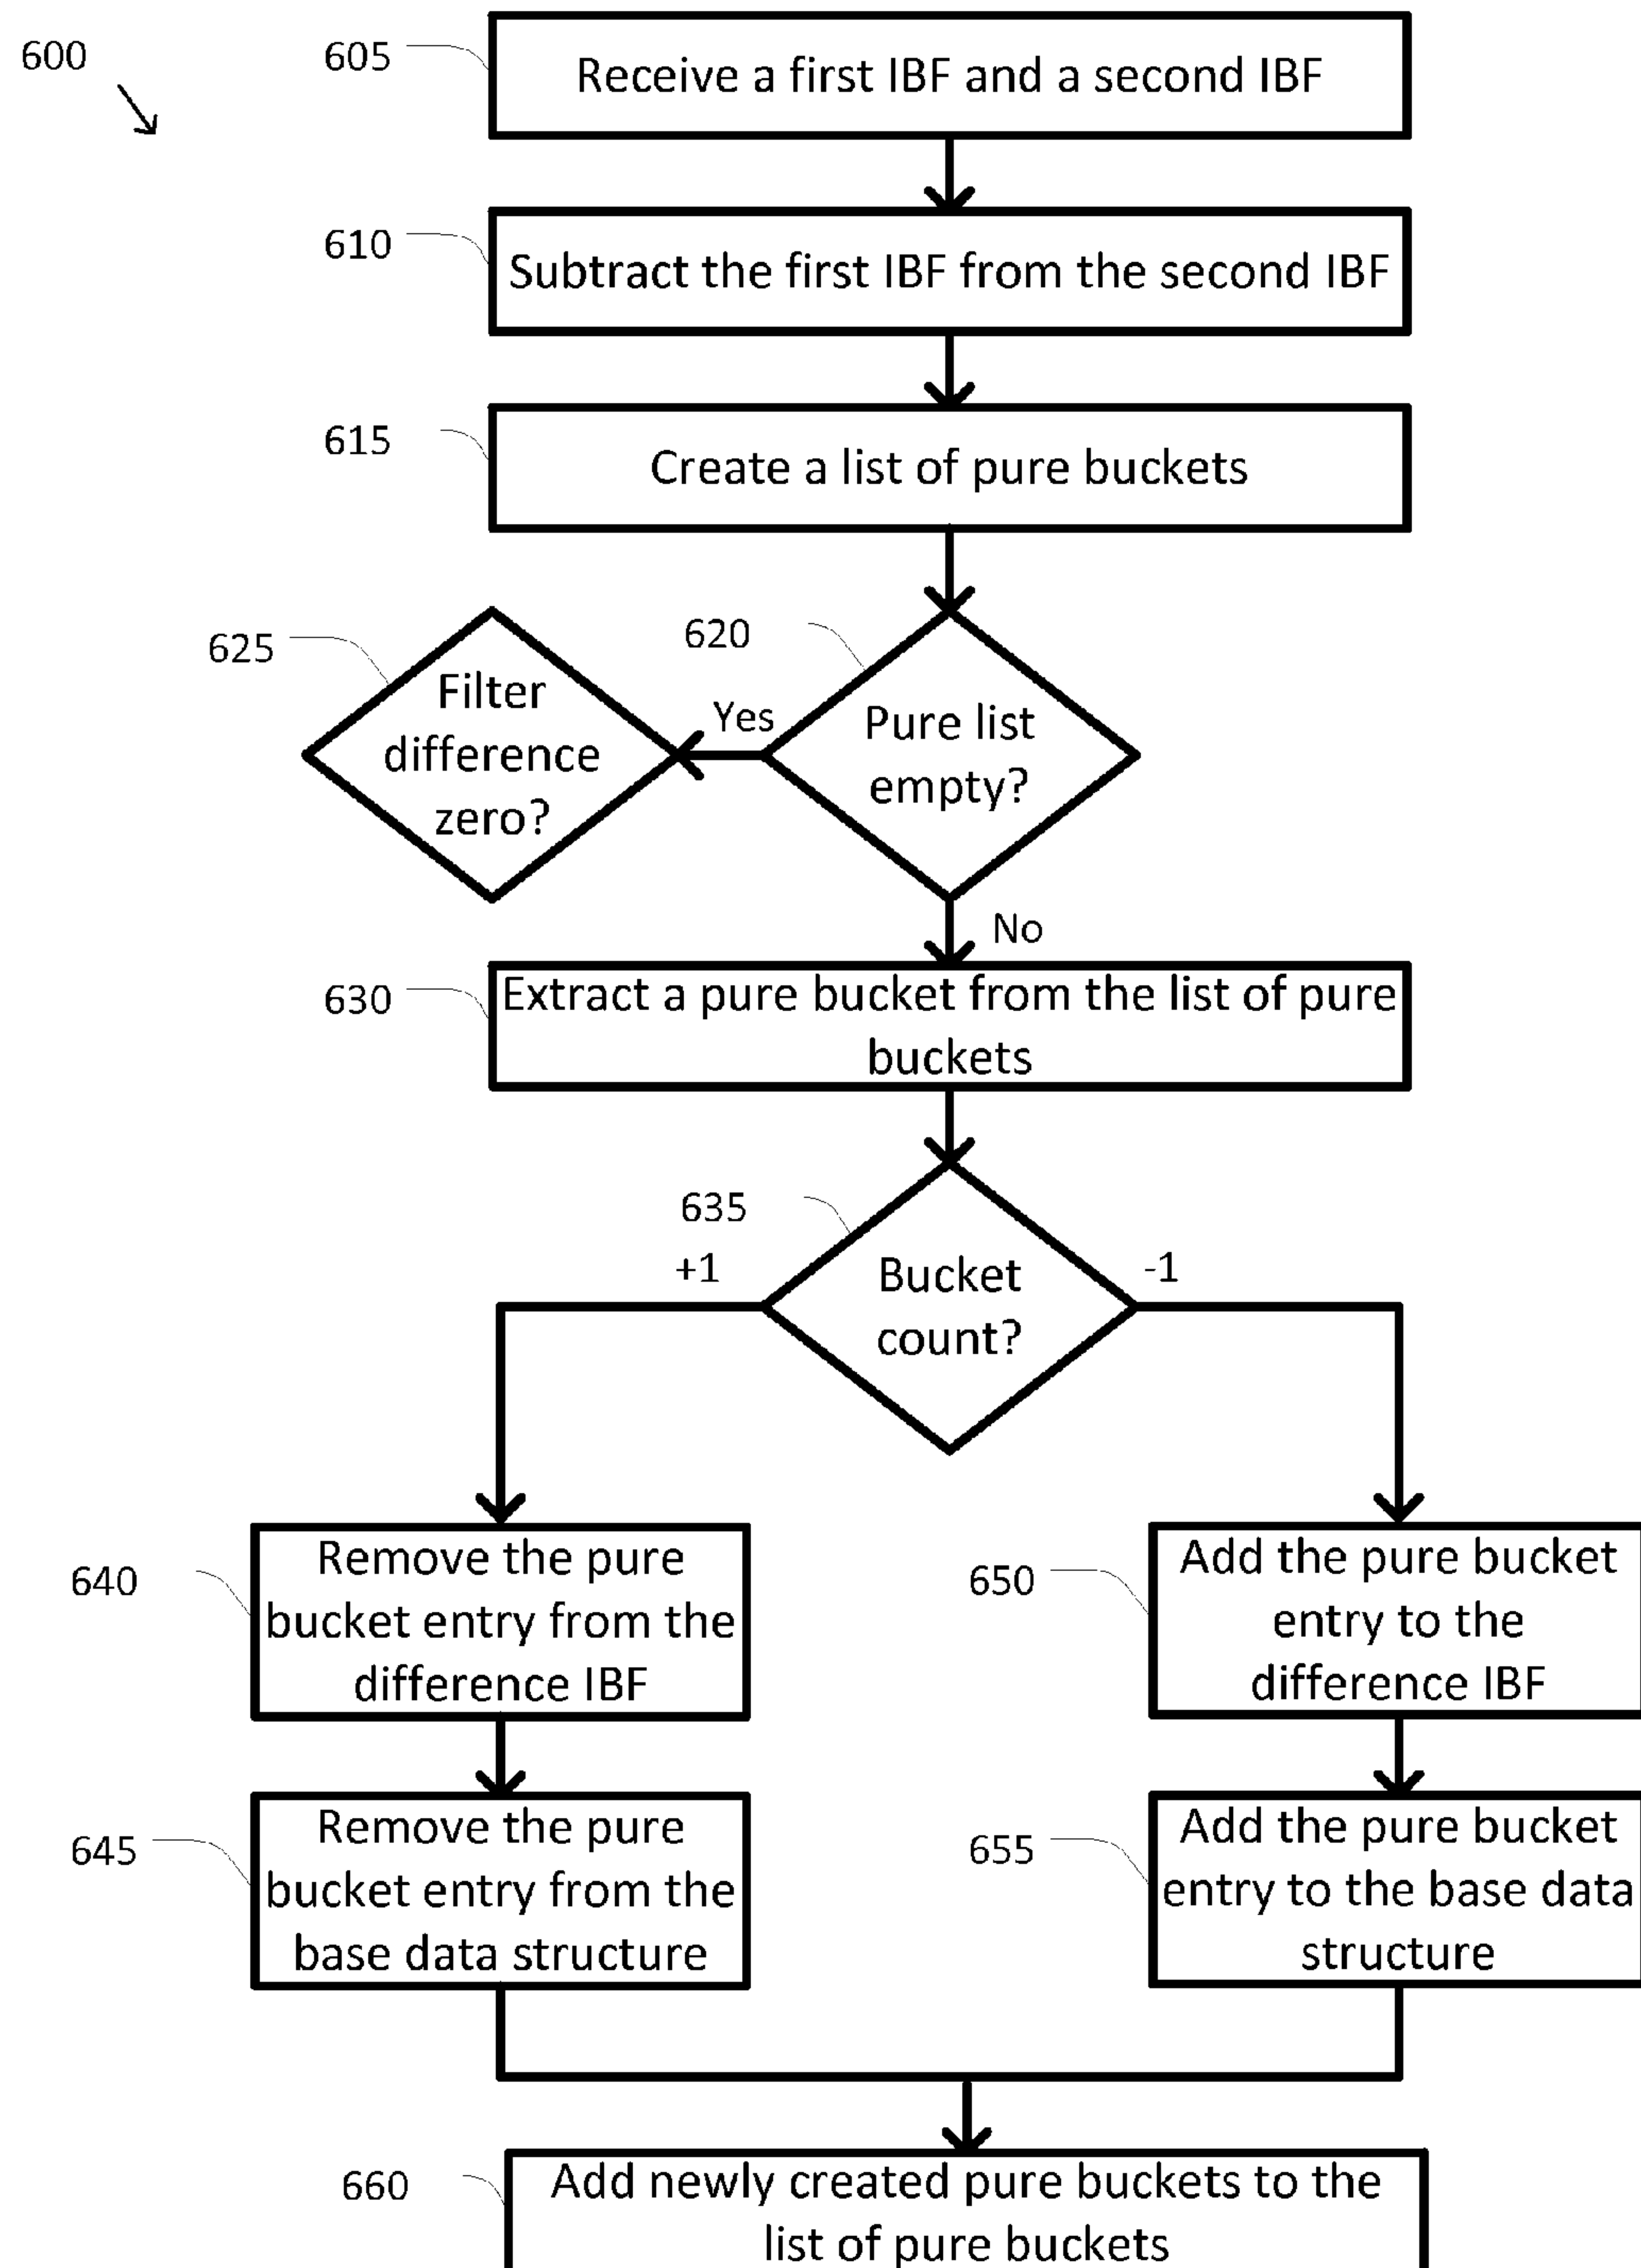 600
605
Receive a first IBF and a second IBF
610
Subtract the first IBF from the second IBF
615
Create a list of pure buckets
625
Filter
difference
zero?
620
Yes
Pure list
empty?
No
630
Extract a pure bucket from the list of pure
buckets
635
+1
Bucket
count?
-1
640
Remove the pure
bucket entry from the
difference IBF
650
Add the pure bucket
entry to the
difference IBF
645
Remove the pure
bucket entry from the
base data structure
655
Add the pure bucket
entry to the base data
structure
660
Add newly created pure buckets to the
list of pure buckets